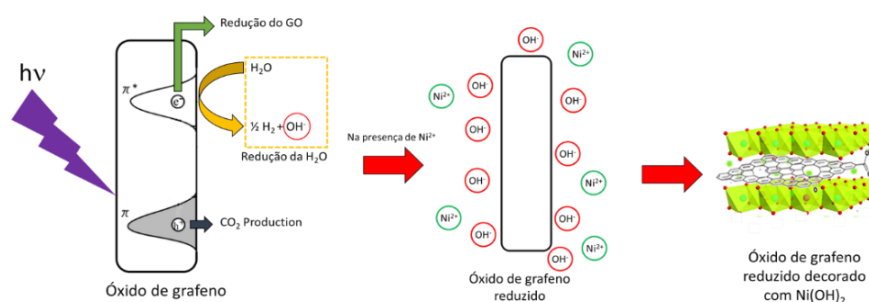 Redução do GO
hν
π*
e⁻
H₂O
½ H₂ + OH⁻
Redução da H₂O
π
h⁺
CO₂ Production
Óxido de grafeno
Na presença de Ni²⁺
OH⁻
Ni²⁺
Ni²⁺
OH⁻
OH⁻
OH⁻
OH⁻
OH⁻
Ni²⁺
OH⁻
Ni²⁺
OH⁻
OH⁻
Ni²⁺
Óxido de grafeno
reduzido
Óxido de grafeno
reduzido decorado
com Ni(OH)₂